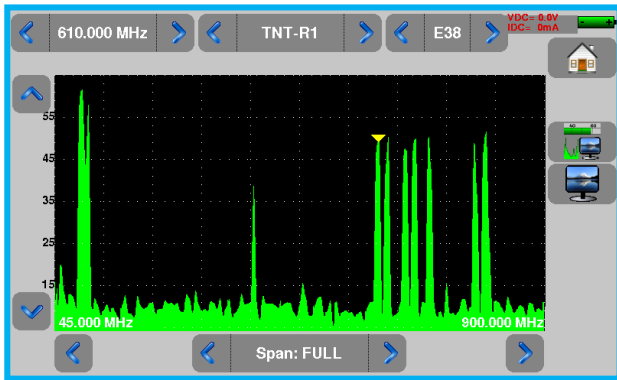 VDC= 0.0V
IDC= 0mA
610.000 MHz
TNT-R1
E38
55
45
35
25
15
45.000 MHz
900.000 MHz
Span: FULL